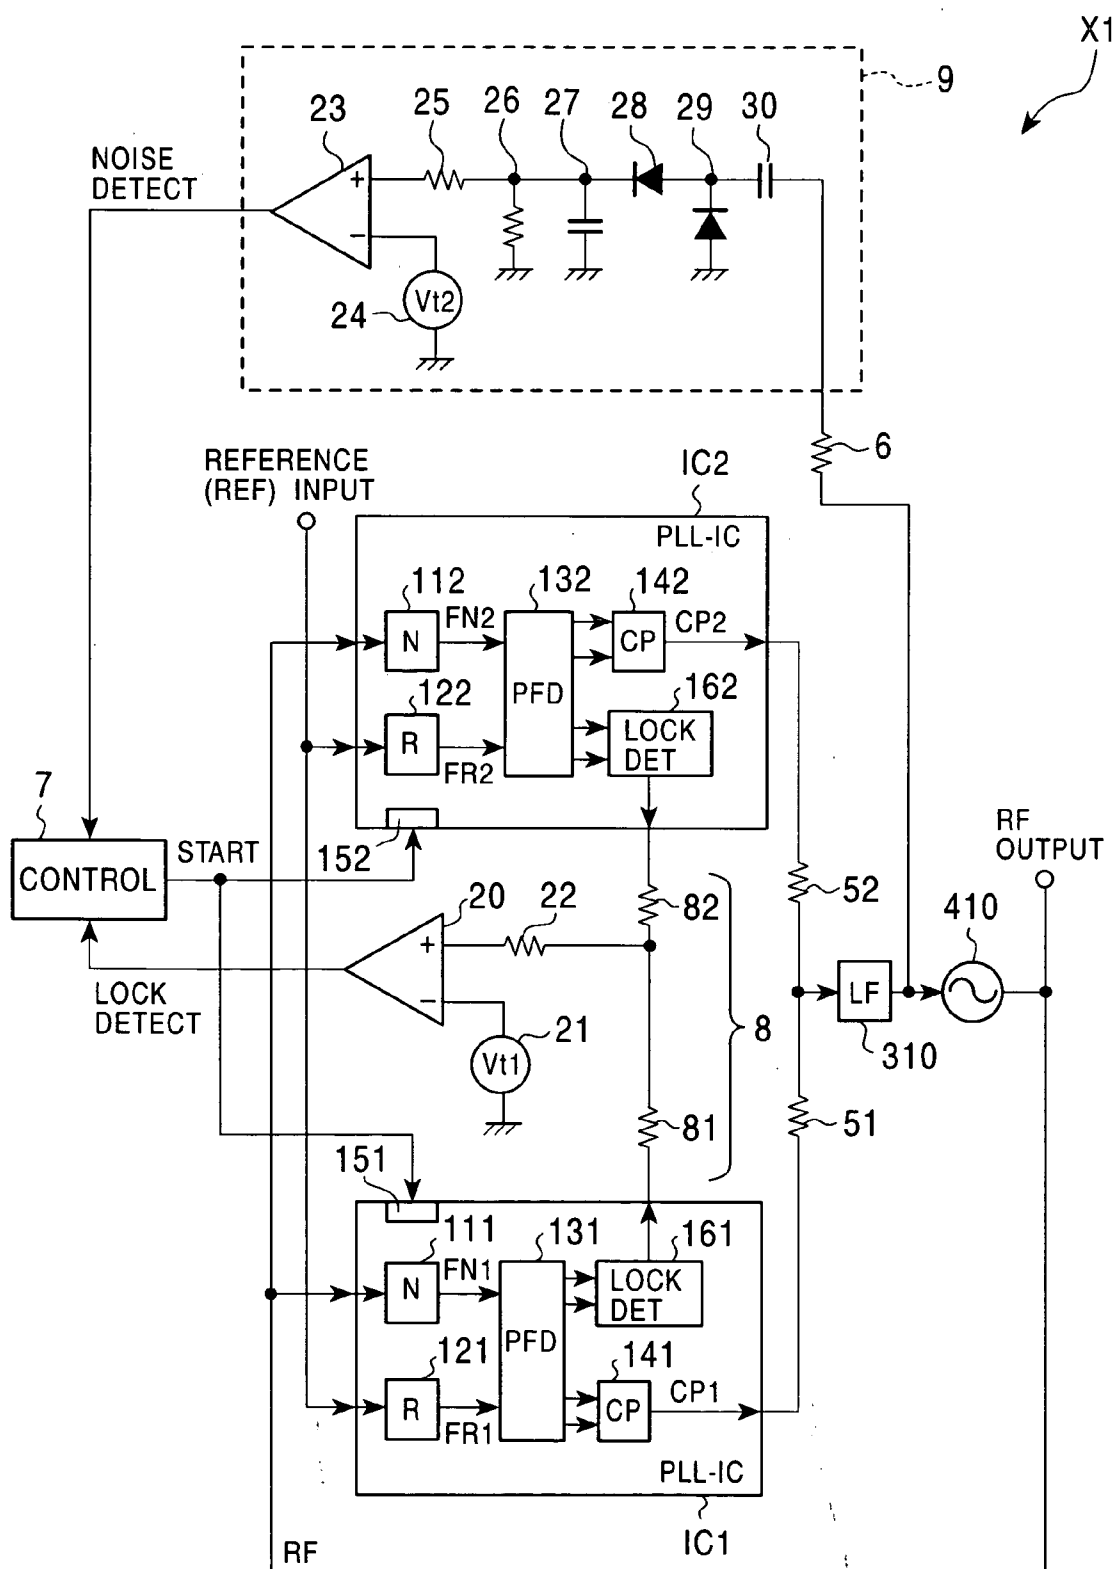 X1
9
23
25
26
27
28
29
30
NOISE
DETECT
+
−
24
Vt2
6
REFERENCE
(REF) INPUT
IC2
PLL-IC
112
FN2
132
142
CP2
N
CP
PFD
122
162
R
LOCK
DET
FR2
7
START
152
RF
OUTPUT
CONTROL
20
22
82
52
410
+
−
LOCK
DETECT
21
Vt1
8
LF
310
81
51
151
111
FN1
131
161
N
LOCK
DET
PFD
121
141
CP1
R
CP
FR1
PLL-IC
IC1
RF